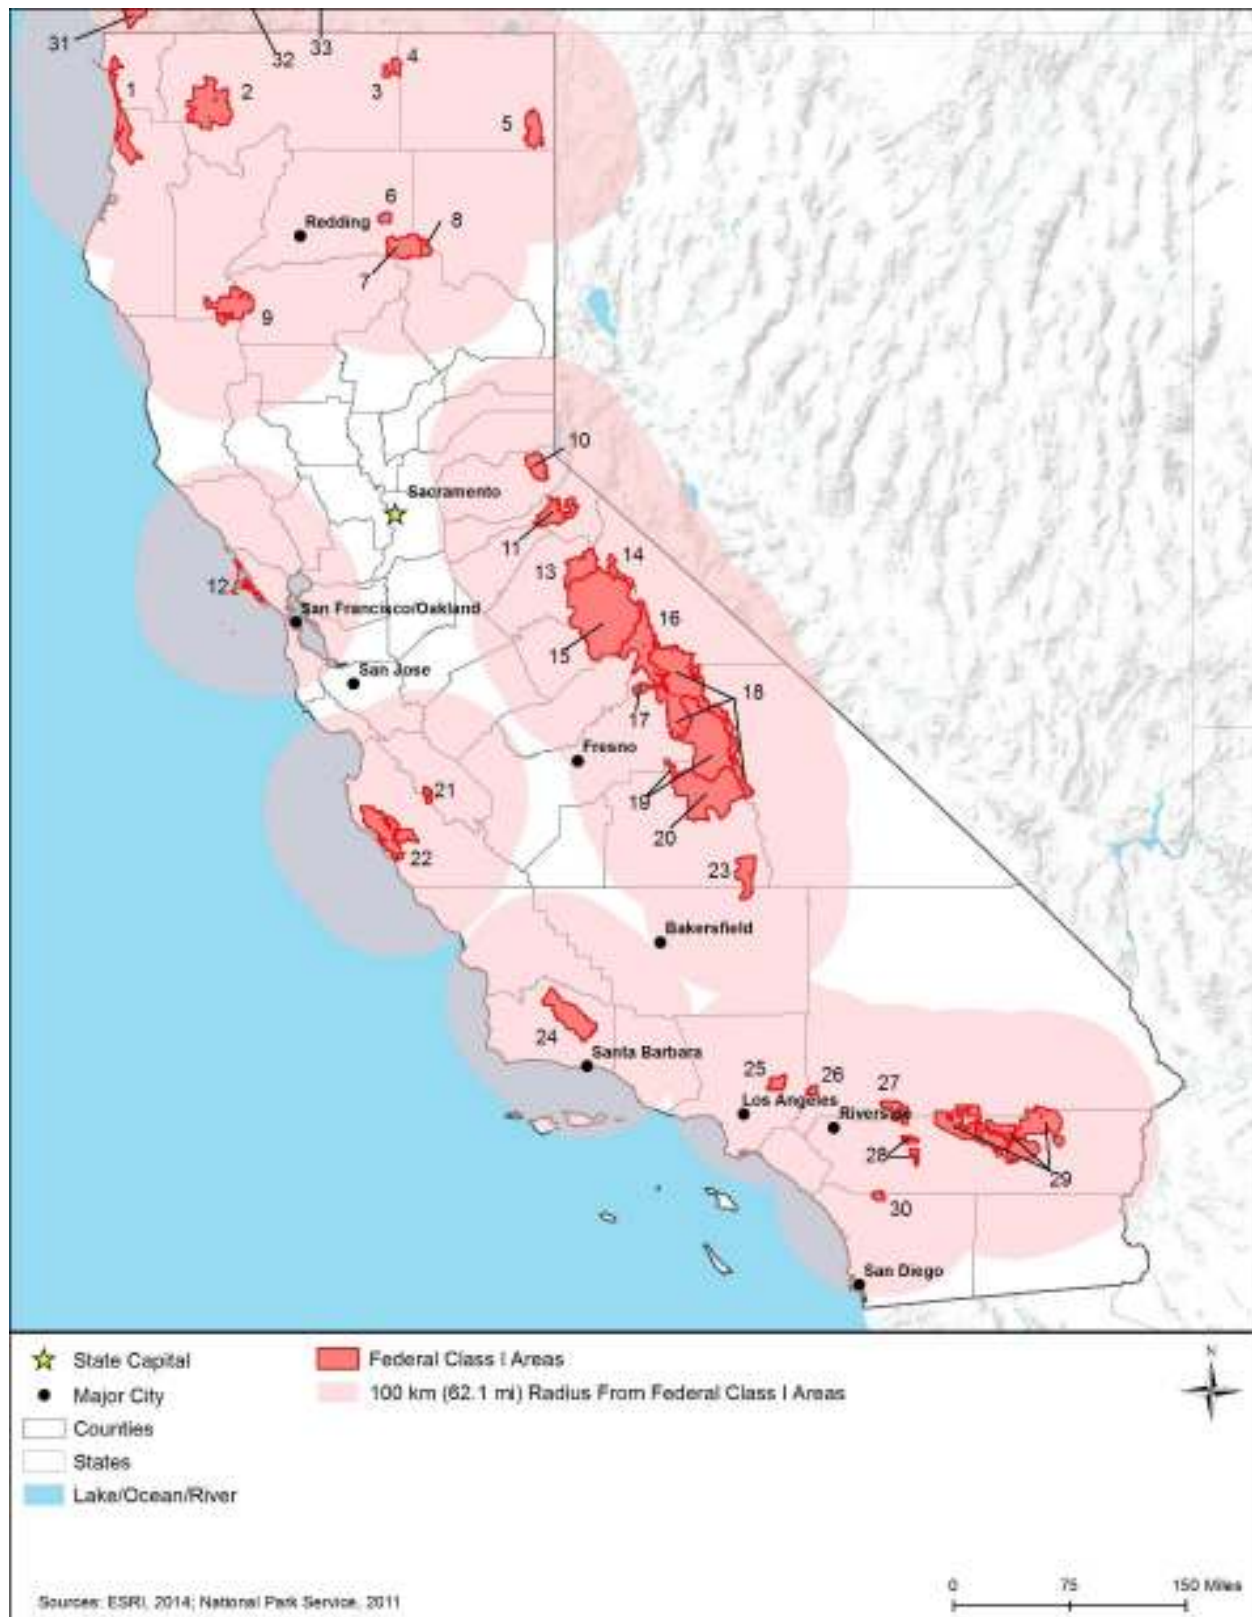 31
32
33
4
1
2
3
5
6
Redding
8
7
9
10
Sacramento
11
14
13
12
San Francisco/Oakland
16
15
San Jose
18
17
Fresno
21
19
20
22
23
Bakersfield
24
Santa Barbara
25
26
27
Los Angeles
Riverside
28
29
30
San Diego
State Capital
Federal Class I Areas
Major City
100 km (62.1 mi) Radius From Federal Class I Areas
Counties
States
Lake/Ocean/River
N
Sources: ESRI, 2014; National Park Service, 2011
0 75 150 Miles